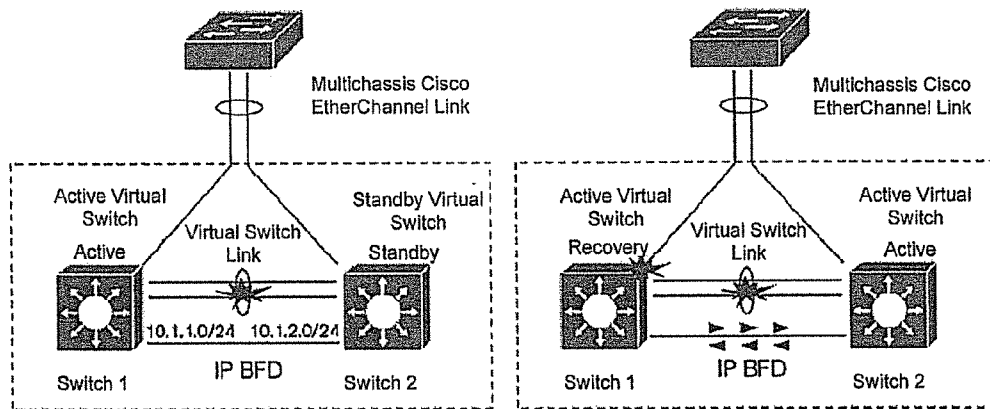 Multichassis Cisco
EtherChannel Link
Active Virtual
Switch
Active
Virtual Switch
Link
Standby Virtual
Switch
Standby
10.1.1.0/24
10.1.2.0/24
IP BFD
Switch 1
Switch 2
Multichassis Cisco
EtherChannel Link
Active Virtual
Switch
Recovery
Virtual Switch
Link
Active Virtual
Switch
Active
IP BFD
Switch 1
Switch 2